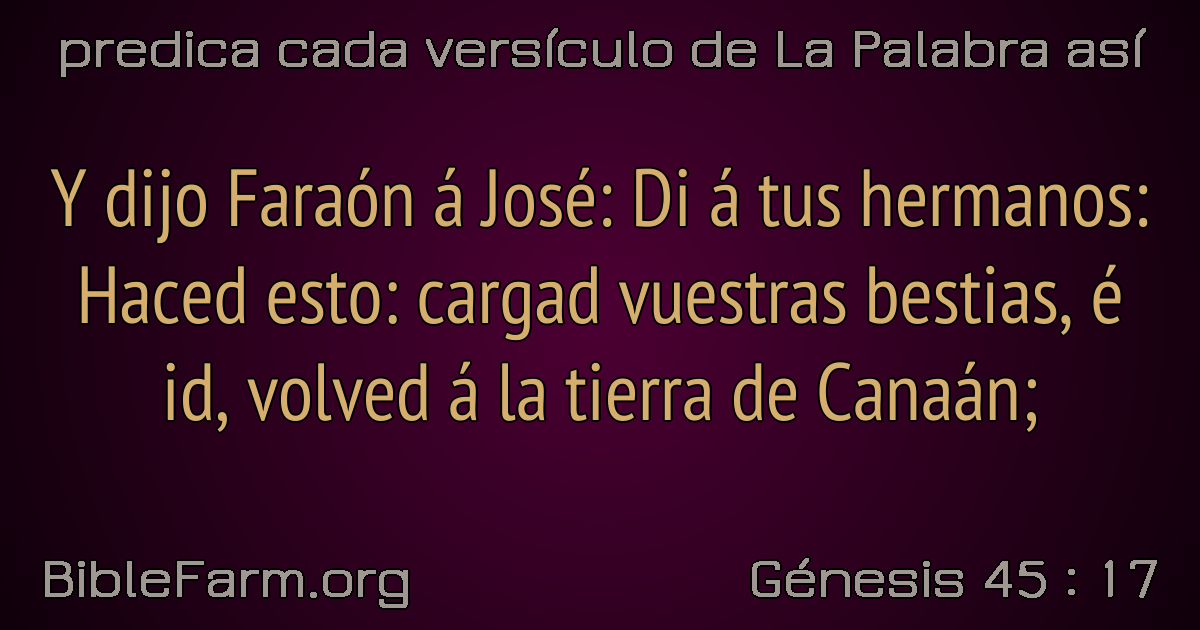 predica cada versículo de La Palabra así
Y dijo Faraón á José: Di á tus hermanos:
Haced esto: cargad vuestras bestias, é
id, volved á la tierra de Canaán;
BibleFarm.org
Génesis 45 : 17